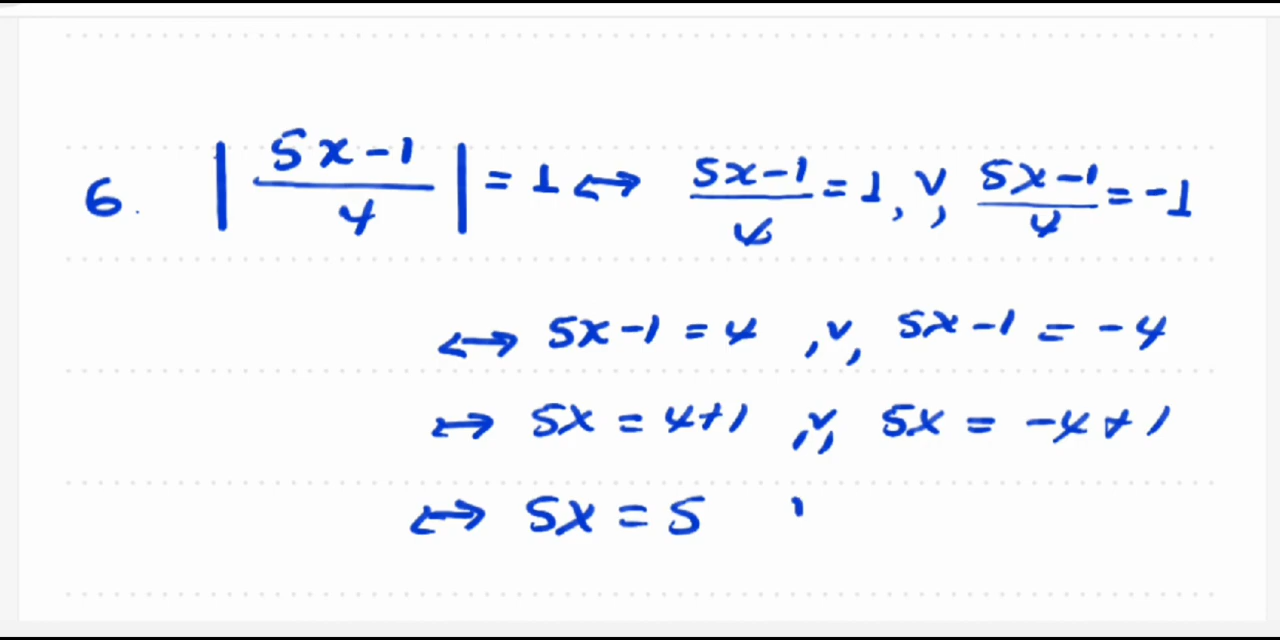 6. | (5x-1)/4 | = 1 ↔ (5x-1)/4 = 1 , v, (5x-1)/4 = -1
↔ 5x-1 = 4 , v, 5x-1 = -4
↔ 5x = 4+1 , v, 5x = -4+1
↔ 5x = 5 ,